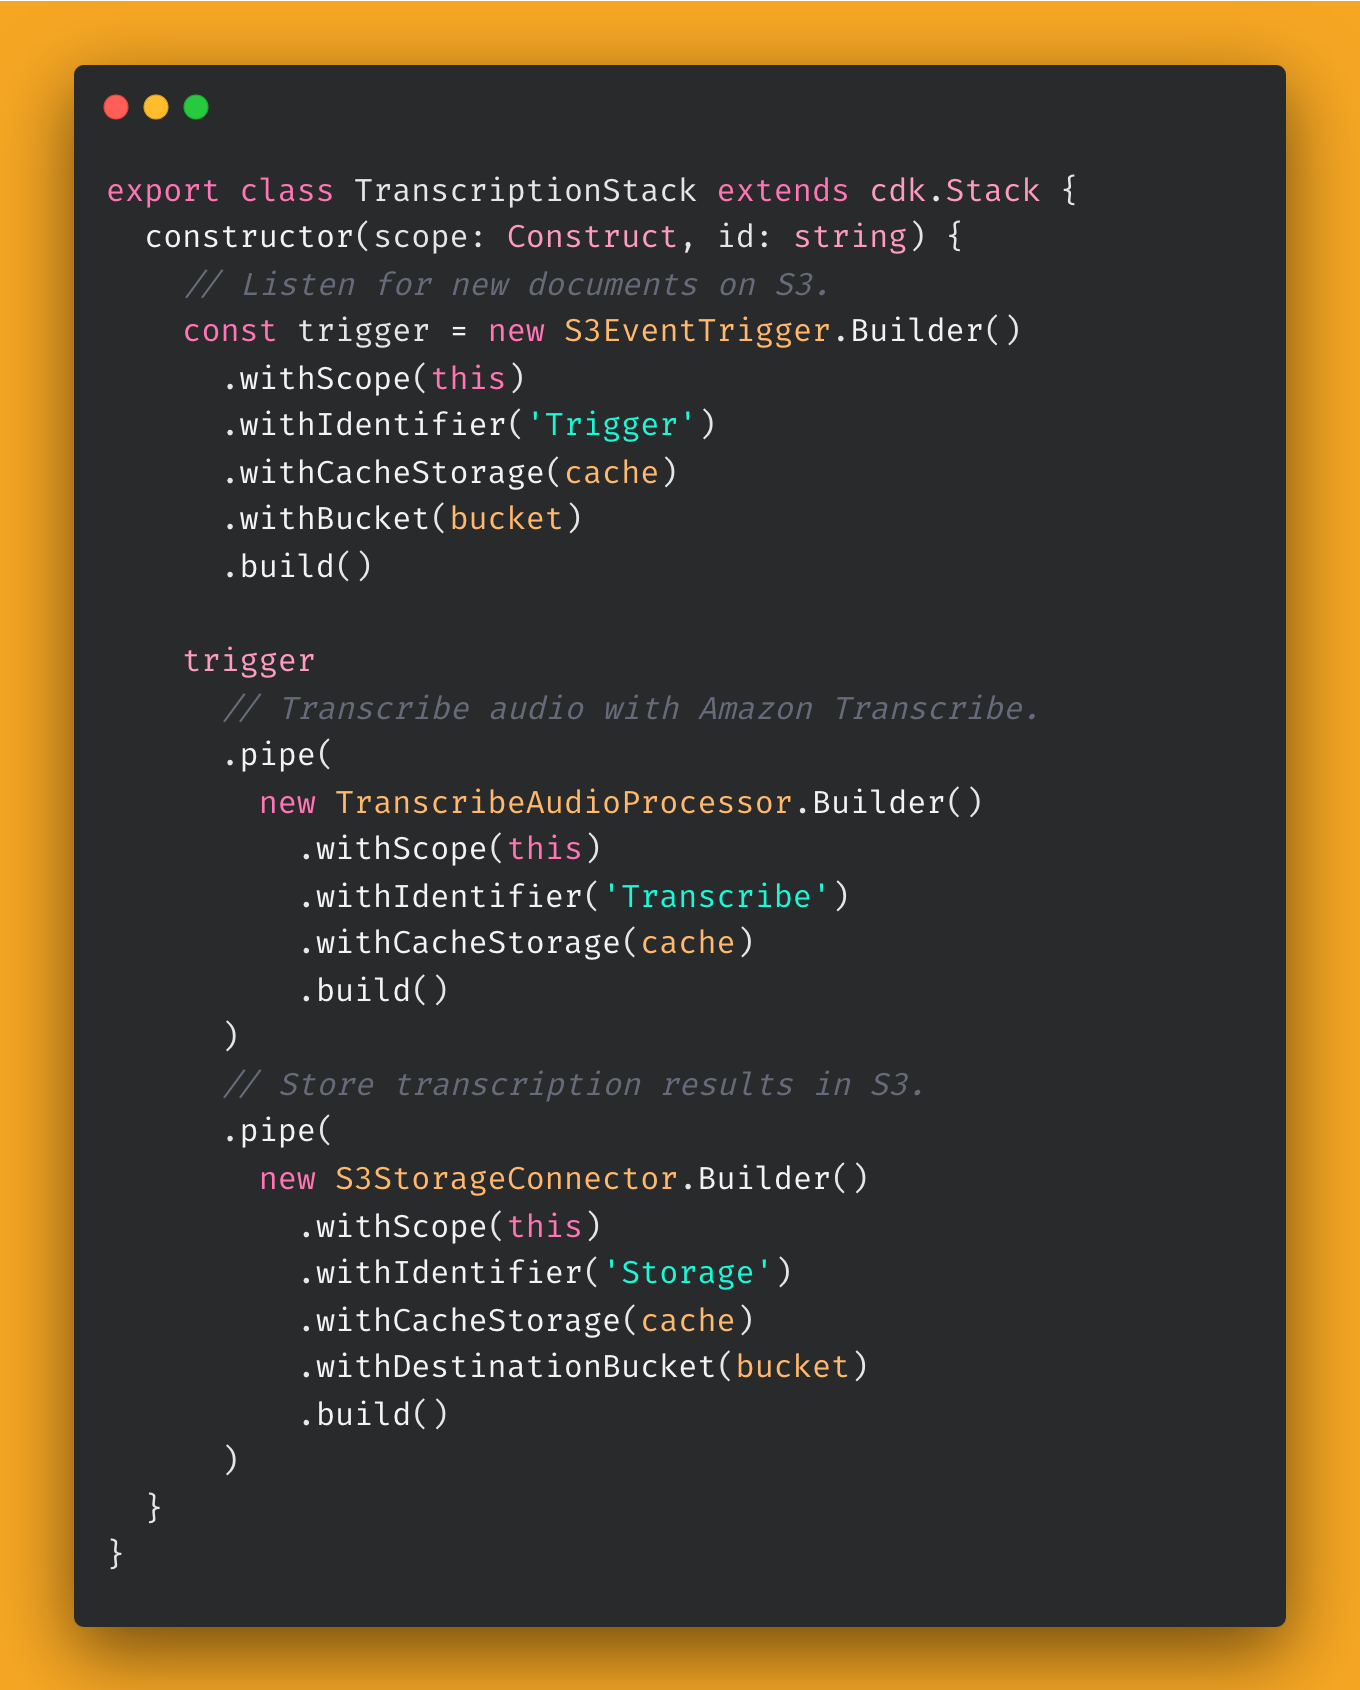 export class TranscriptionStack extends cdk.Stack {
  constructor(scope: Construct, id: string) {
    // Listen for new documents on S3.
    const trigger = new S3EventTrigger.Builder()
      .withScope(this)
      .withIdentifier('Trigger')
      .withCacheStorage(cache)
      .withBucket(bucket)
      .build()

    trigger
      // Transcribe audio with Amazon Transcribe.
      .pipe(
        new TranscribeAudioProcessor.Builder()
          .withScope(this)
          .withIdentifier('Transcribe')
          .withCacheStorage(cache)
          .build()
      )
      // Store transcription results in S3.
      .pipe(
        new S3StorageConnector.Builder()
          .withScope(this)
          .withIdentifier('Storage')
          .withCacheStorage(cache)
          .withDestinationBucket(bucket)
          .build()
      )
  }
}